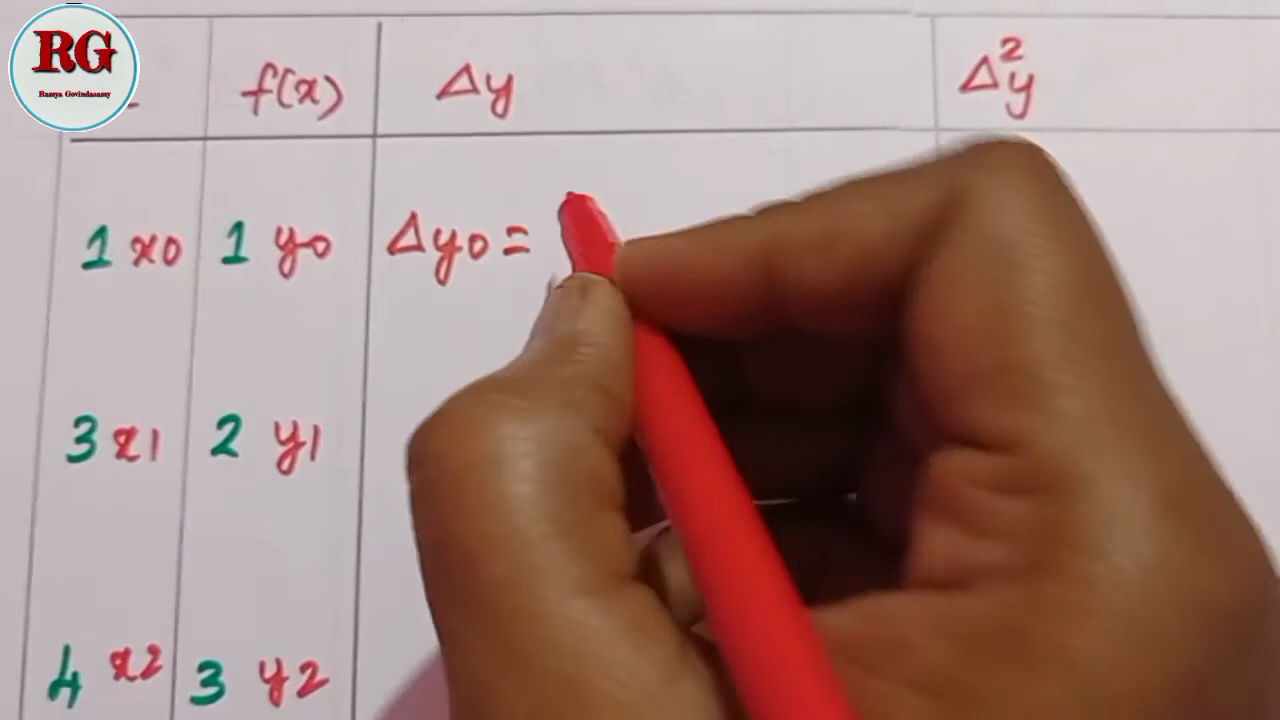 RG
Ramya Govindasamy
f(x) Δy Δ²y
1 x0 1 y0 Δy0 =
3 x1 2 y1
4 x2 3 y2